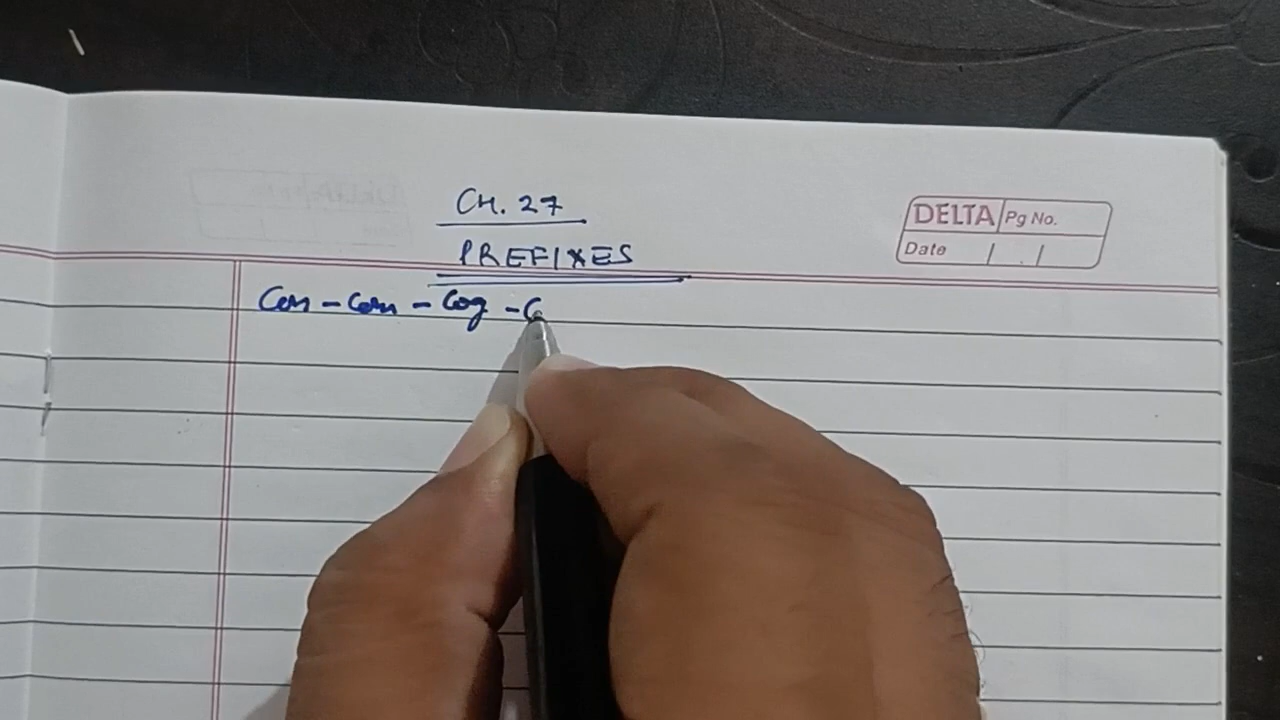 CH. 27
PREFIXES
DELTA Pg No.
Date / /
Con - Com - Cog - C